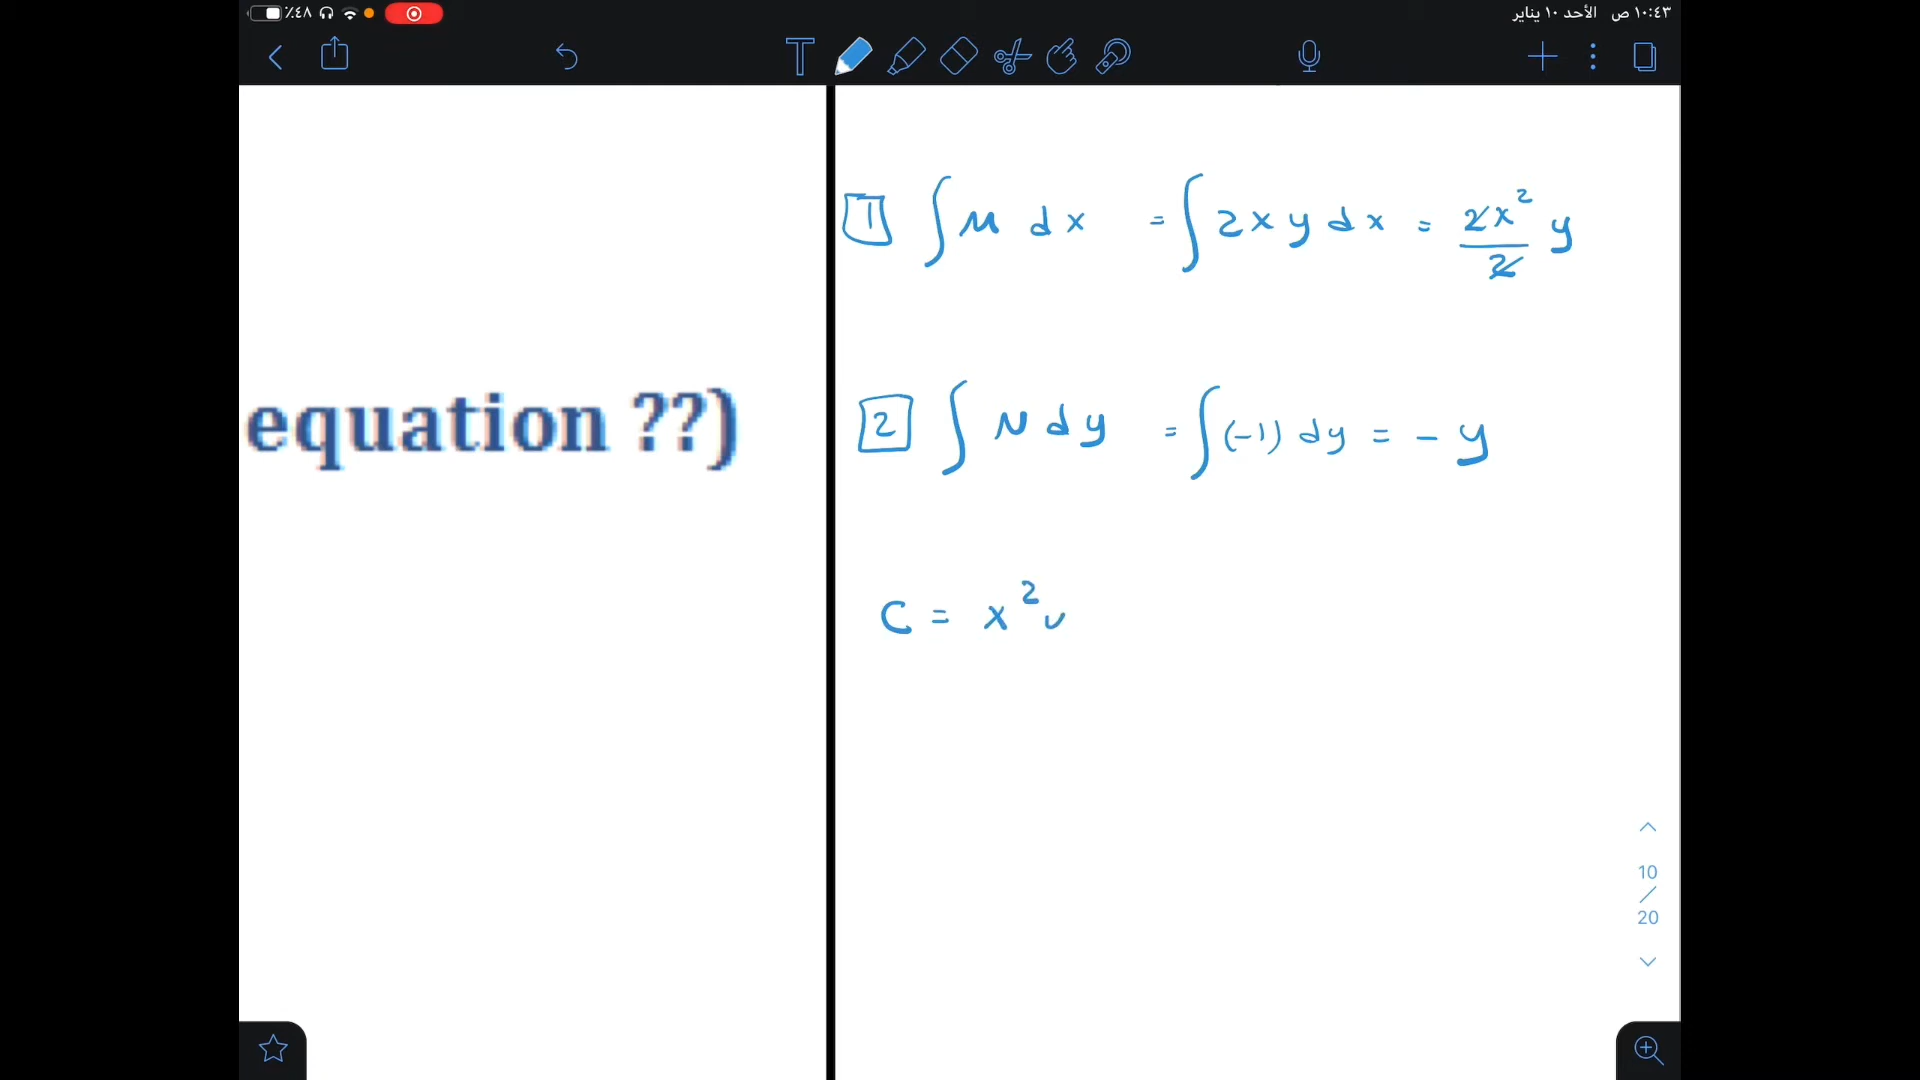 ٪٤٨
١٠:٤٣ ص الأحد ١٠ يناير
T
equation ??)
1 ∫ M dx = ∫ 2xy dx = 2x²/2 y
2 ∫ N dy = ∫ (-1) dy = - y
C = x²
10
/
20